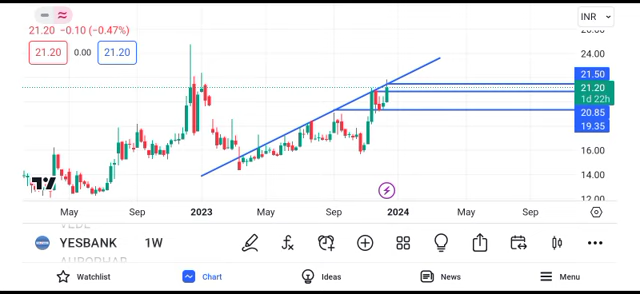 INR
21.20 −0.10 (−0.47%)
21.20 0.00 21.20
24.00
21.50
21.20
1d 22h
20.85
19.35
16.00
14.00
12.00
May Sep 2023 May Sep 2024 May Sep
YESBANK 1W
Watchlist Chart Ideas News Menu